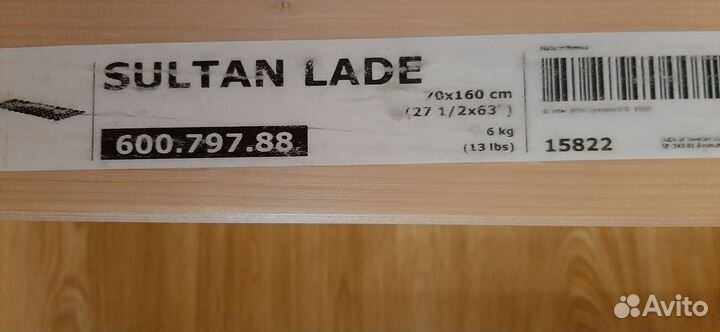 SULTAN LADE
70x160 cm
(27 1/2x63")
600.797.88
6 kg
(13 lbs)
15822
Avito